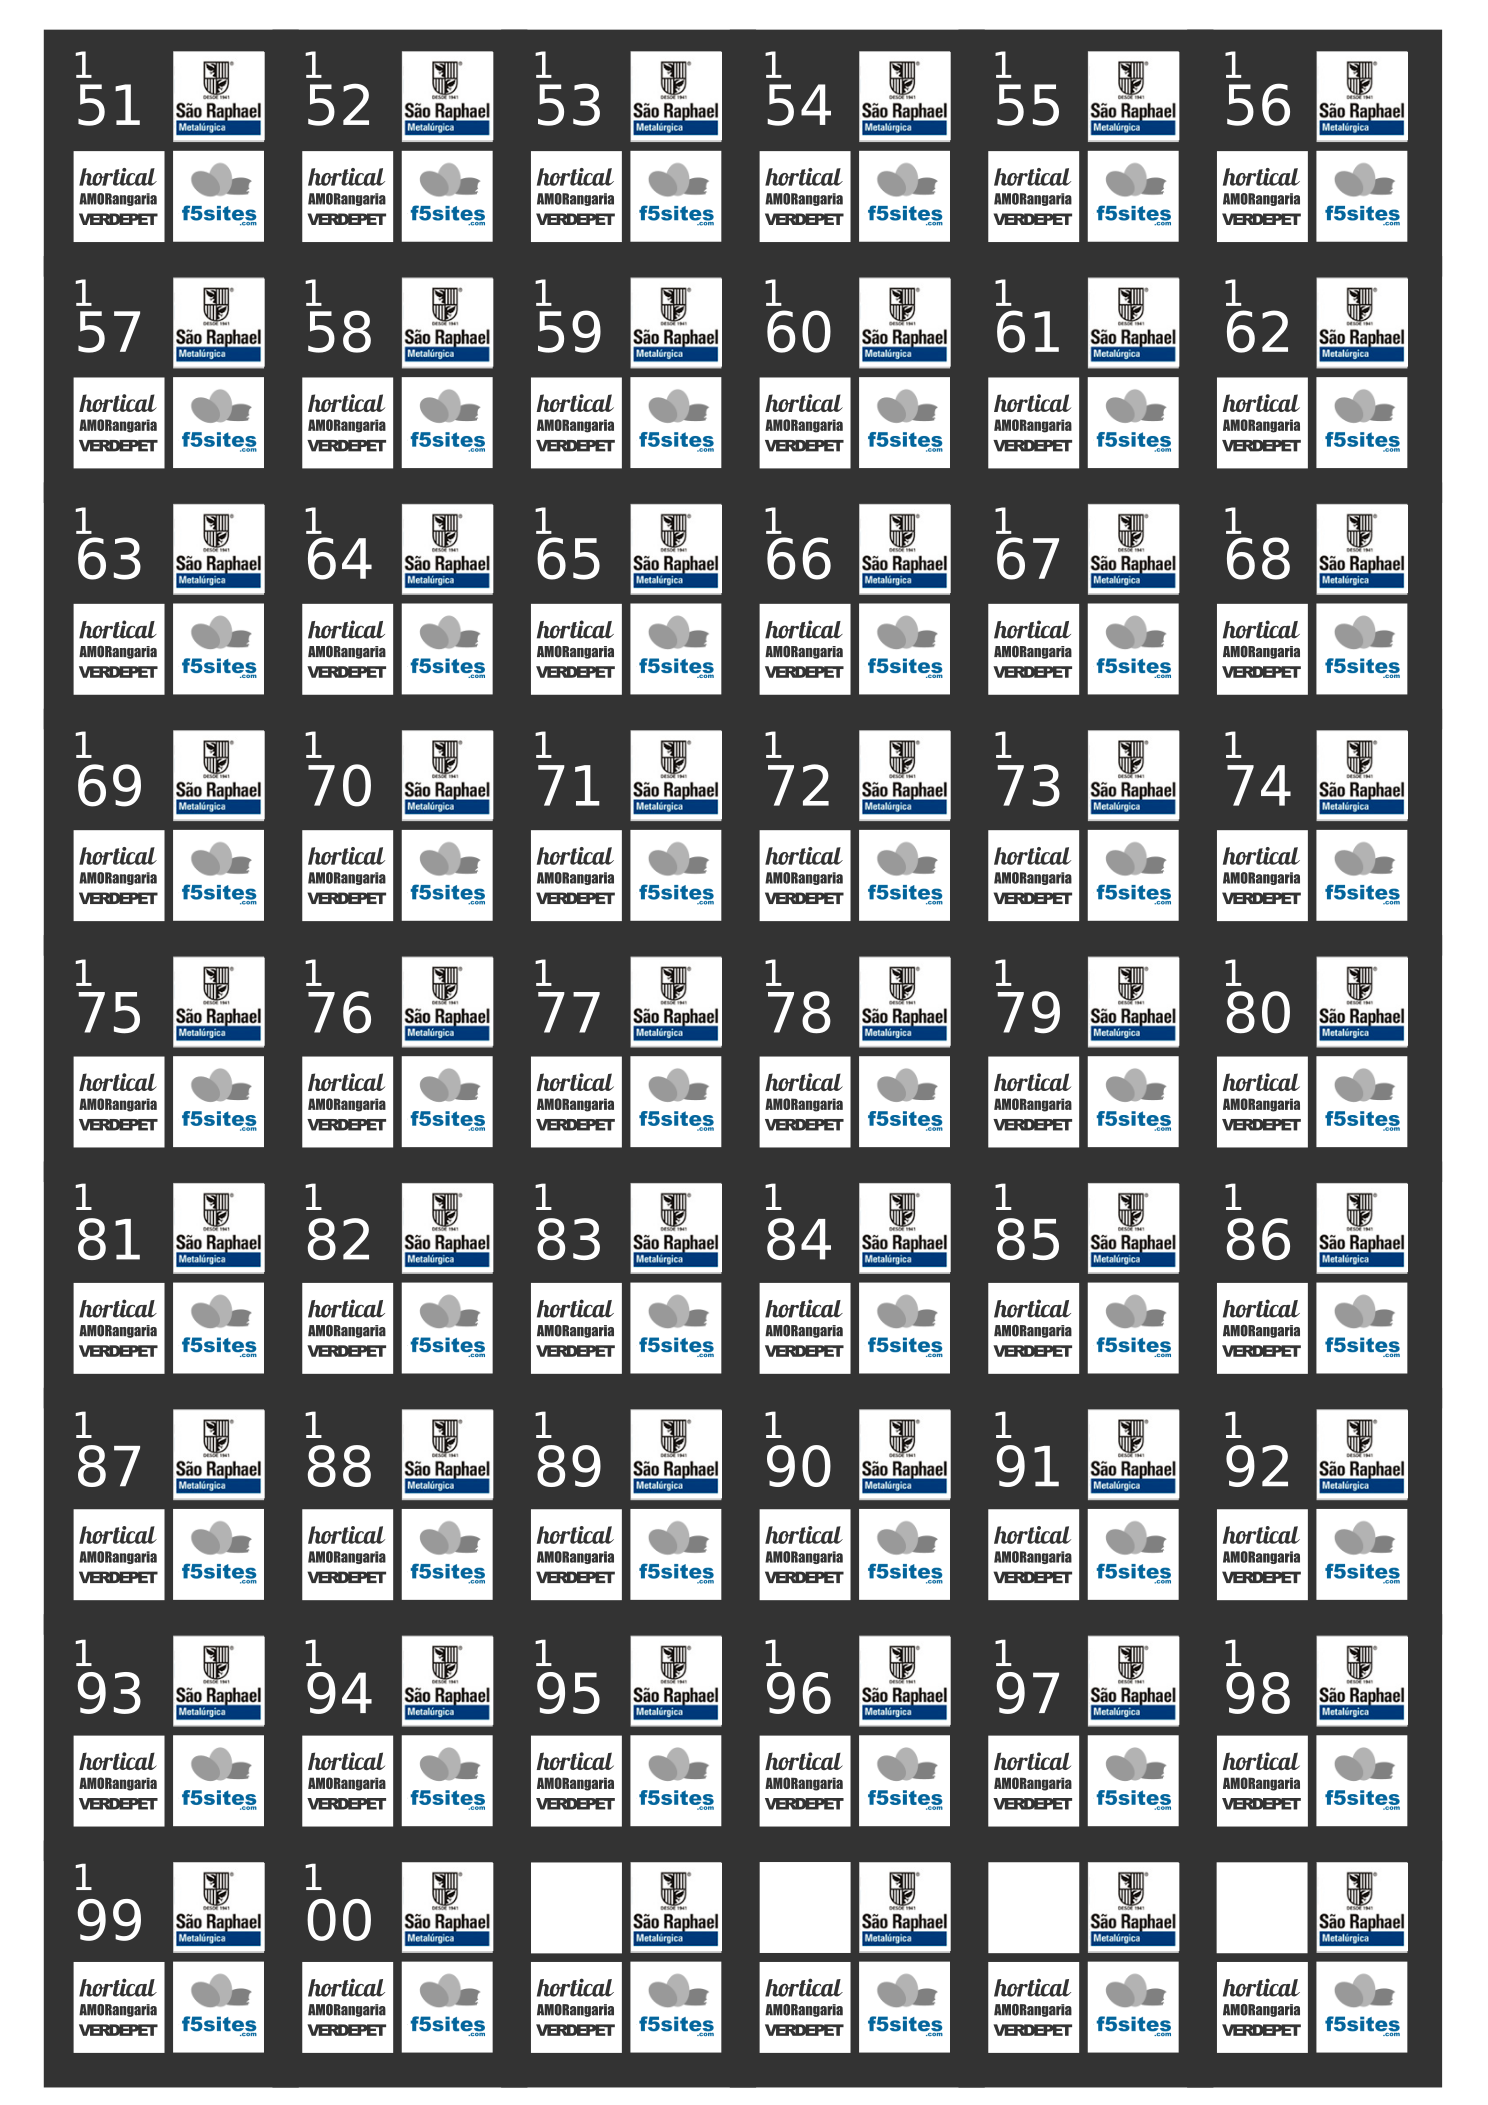 1 DESDE 1941 1 DESDE 1941 1 DESDE 1941 1 DESDE 1941 1 DESDE 1941 1 DESDE 1941
51 São Raphael 52 São Raphael 53 São Raphael 54 São Raphael 55 São Raphael 56 São Raphael
Metalúrgica Metalúrgica Metalúrgica Metalúrgica Metalúrgica Metalúrgica
hortical hortical hortical hortical hortical hortical
AMORangaria f5sites AMORangaria f5sites AMORangaria f5sites AMORangaria f5sites AMORangaria f5sites AMORangaria f5sites
VERDEPET .com VERDEPET .com VERDEPET .com VERDEPET .com VERDEPET .com VERDEPET .com
1 DESDE 1941 1 DESDE 1941 1 DESDE 1941 1 DESDE 1941 1 DESDE 1941 1 DESDE 1941
57 São Raphael 58 São Raphael 59 São Raphael 60 São Raphael 61 São Raphael 62 São Raphael
Metalúrgica Metalúrgica Metalúrgica Metalúrgica Metalúrgica Metalúrgica
hortical hortical hortical hortical hortical hortical
AMORangaria f5sites AMORangaria f5sites AMORangaria f5sites AMORangaria f5sites AMORangaria f5sites AMORangaria f5sites
VERDEPET .com VERDEPET .com VERDEPET .com VERDEPET .com VERDEPET .com VERDEPET .com
1 DESDE 1941 1 DESDE 1941 1 DESDE 1941 1 DESDE 1941 1 DESDE 1941 1 DESDE 1941
63 São Raphael 64 São Raphael 65 São Raphael 66 São Raphael 67 São Raphael 68 São Raphael
Metalúrgica Metalúrgica Metalúrgica Metalúrgica Metalúrgica Metalúrgica
hortical hortical hortical hortical hortical hortical
AMORangaria f5sites AMORangaria f5sites AMORangaria f5sites AMORangaria f5sites AMORangaria f5sites AMORangaria f5sites
VERDEPET .com VERDEPET .com VERDEPET .com VERDEPET .com VERDEPET .com VERDEPET .com
1 DESDE 1941 1 DESDE 1941 1 DESDE 1941 1 DESDE 1941 1 DESDE 1941 1 DESDE 1941
69 São Raphael 70 São Raphael 71 São Raphael 72 São Raphael 73 São Raphael 74 São Raphael
Metalúrgica Metalúrgica Metalúrgica Metalúrgica Metalúrgica Metalúrgica
hortical hortical hortical hortical hortical hortical
AMORangaria f5sites AMORangaria f5sites AMORangaria f5sites AMORangaria f5sites AMORangaria f5sites AMORangaria f5sites
VERDEPET .com VERDEPET .com VERDEPET .com VERDEPET .com VERDEPET .com VERDEPET .com
1 DESDE 1941 1 DESDE 1941 1 DESDE 1941 1 DESDE 1941 1 DESDE 1941 1 DESDE 1941
75 São Raphael 76 São Raphael 77 São Raphael 78 São Raphael 79 São Raphael 80 São Raphael
Metalúrgica Metalúrgica Metalúrgica Metalúrgica Metalúrgica Metalúrgica
hortical hortical hortical hortical hortical hortical
AMORangaria f5sites AMORangaria f5sites AMORangaria f5sites AMORangaria f5sites AMORangaria f5sites AMORangaria f5sites
VERDEPET .com VERDEPET .com VERDEPET .com VERDEPET .com VERDEPET .com VERDEPET .com
1 DESDE 1941 1 DESDE 1941 1 DESDE 1941 1 DESDE 1941 1 DESDE 1941 1 DESDE 1941
81 São Raphael 82 São Raphael 83 São Raphael 84 São Raphael 85 São Raphael 86 São Raphael
Metalúrgica Metalúrgica Metalúrgica Metalúrgica Metalúrgica Metalúrgica
hortical hortical hortical hortical hortical hortical
AMORangaria f5sites AMORangaria f5sites AMORangaria f5sites AMORangaria f5sites AMORangaria f5sites AMORangaria f5sites
VERDEPET .com VERDEPET .com VERDEPET .com VERDEPET .com VERDEPET .com VERDEPET .com
1 DESDE 1941 1 DESDE 1941 1 DESDE 1941 1 DESDE 1941 1 DESDE 1941 1 DESDE 1941
87 São Raphael 88 São Raphael 89 São Raphael 90 São Raphael 91 São Raphael 92 São Raphael
Metalúrgica Metalúrgica Metalúrgica Metalúrgica Metalúrgica Metalúrgica
hortical hortical hortical hortical hortical hortical
AMORangaria f5sites AMORangaria f5sites AMORangaria f5sites AMORangaria f5sites AMORangaria f5sites AMORangaria f5sites
VERDEPET .com VERDEPET .com VERDEPET .com VERDEPET .com VERDEPET .com VERDEPET .com
1 DESDE 1941 1 DESDE 1941 1 DESDE 1941 1 DESDE 1941 1 DESDE 1941 1 DESDE 1941
93 São Raphael 94 São Raphael 95 São Raphael 96 São Raphael 97 São Raphael 98 São Raphael
Metalúrgica Metalúrgica Metalúrgica Metalúrgica Metalúrgica Metalúrgica
hortical hortical hortical hortical hortical hortical
AMORangaria f5sites AMORangaria f5sites AMORangaria f5sites AMORangaria f5sites AMORangaria f5sites AMORangaria f5sites
VERDEPET .com VERDEPET .com VERDEPET .com VERDEPET .com VERDEPET .com VERDEPET .com
1 DESDE 1941 1 DESDE 1941 DESDE 1941 DESDE 1941 DESDE 1941 DESDE 1941
99 São Raphael 00 São Raphael São Raphael São Raphael São Raphael São Raphael
Metalúrgica Metalúrgica Metalúrgica Metalúrgica Metalúrgica Metalúrgica
hortical hortical hortical hortical hortical hortical
AMORangaria f5sites AMORangaria f5sites AMORangaria f5sites AMORangaria f5sites AMORangaria f5sites AMORangaria f5sites
VERDEPET .com VERDEPET .com VERDEPET .com VERDEPET .com VERDEPET .com VERDEPET .com